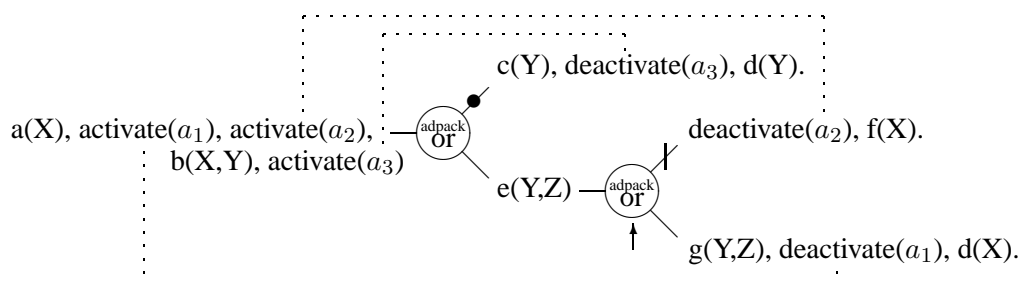 c(Y), deactivate(a₃), d(Y).
a(X), activate(a₁), activate(a₂),
b(X,Y), activate(a₃)
adpack
or
deactivate(a₂), f(X).
e(Y,Z)
adpack
or
g(Y,Z), deactivate(a₁), d(X).